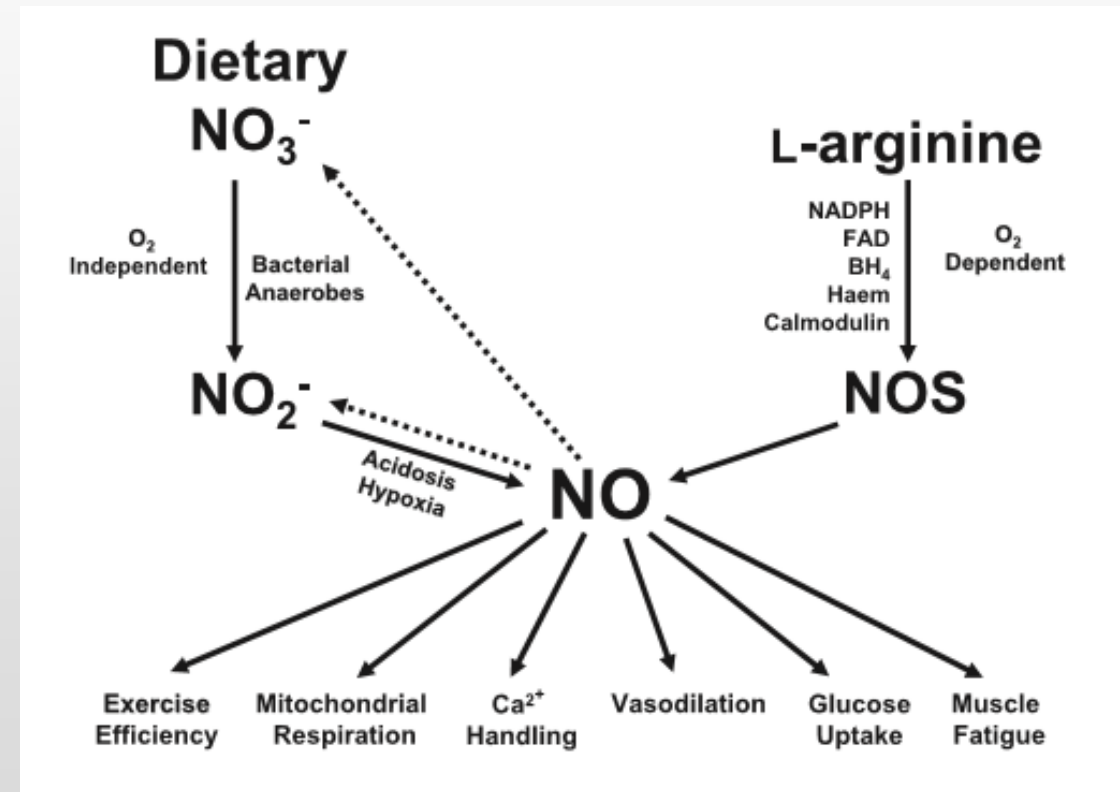 Dietary
NO₃⁻
L-arginine
O₂
Independent
Bacterial
Anaerobes
NADPH
FAD
BH₄
Haem
Calmodulin
O₂
Dependent
NO₂⁻
NOS
Acidosis
Hypoxia
NO
Exercise
Efficiency
Mitochondrial
Respiration
Ca²⁺
Handling
Vasodilation
Glucose
Uptake
Muscle
Fatigue